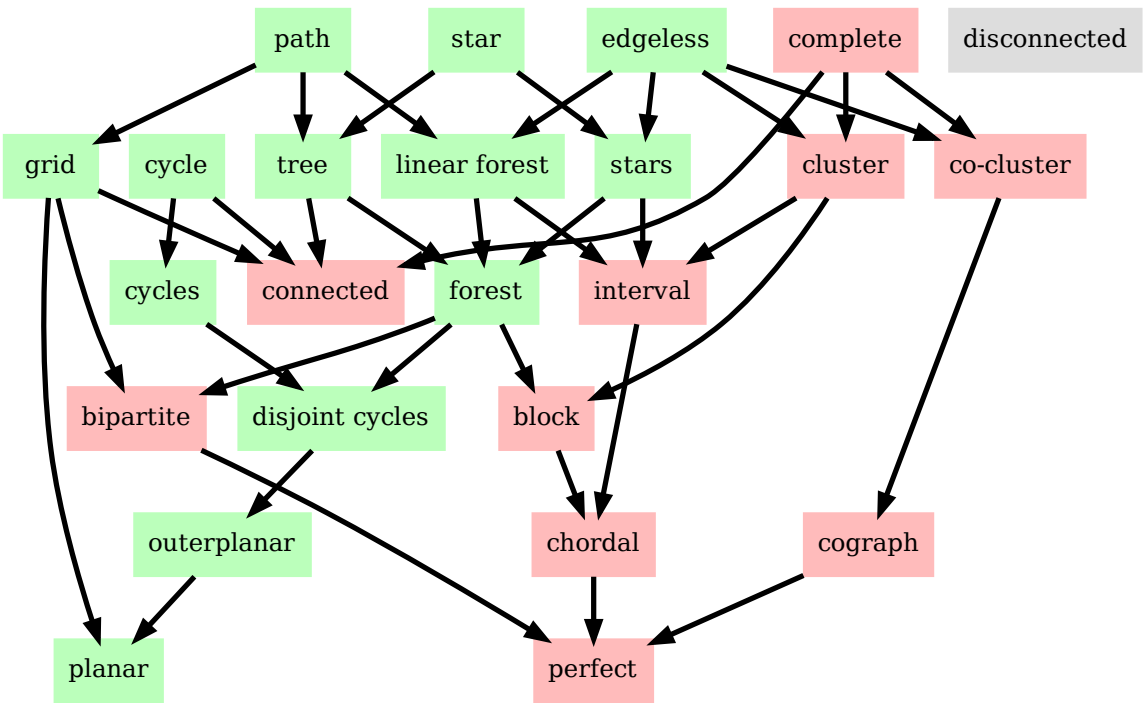 path
star
edgeless
complete
disconnected
grid
cycle
tree
linear forest
stars
cluster
co-cluster
cycles
connected
forest
interval
bipartite
disjoint cycles
block
outerplanar
chordal
cograph
planar
perfect